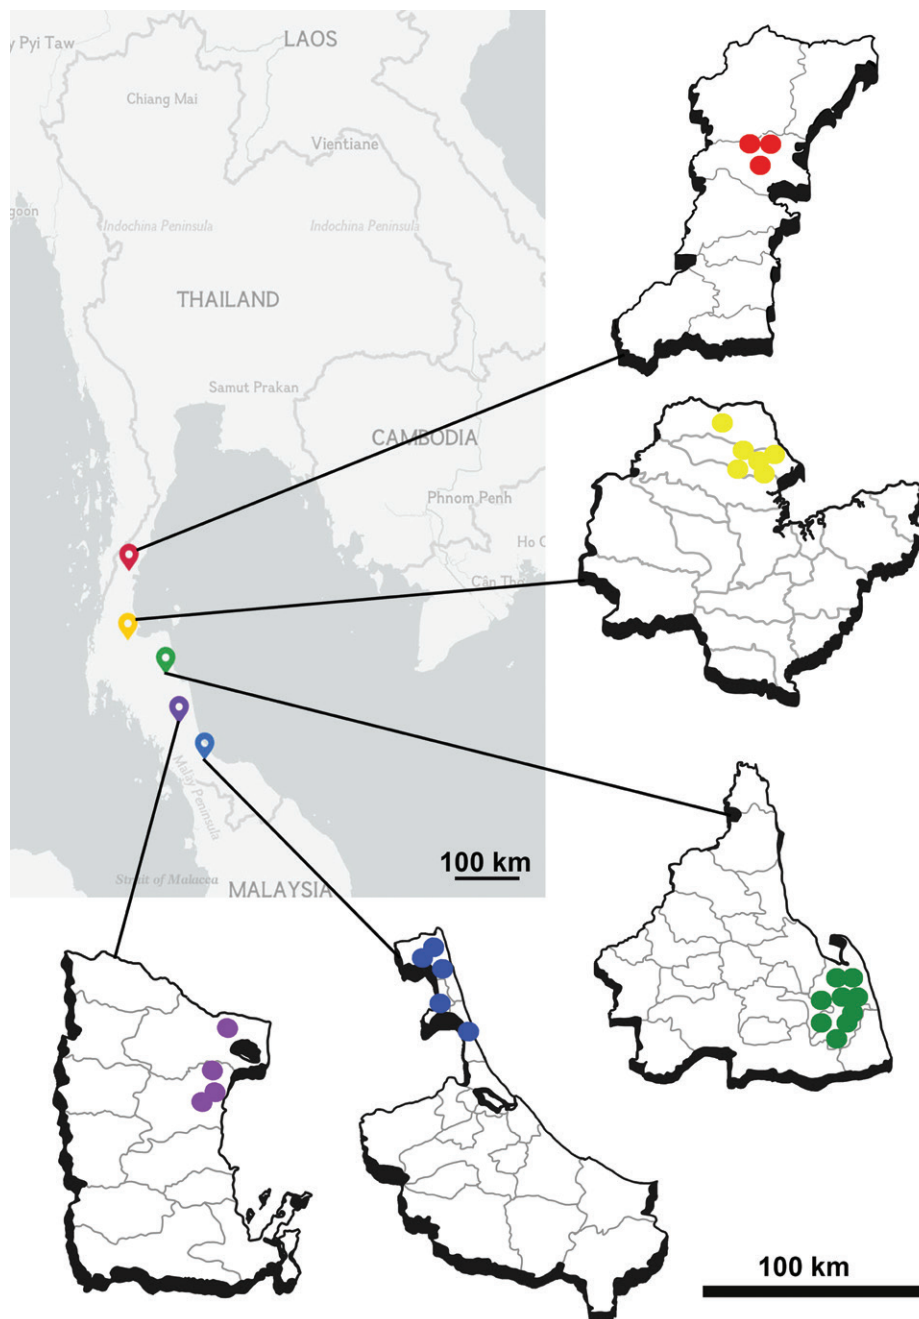 LAOS
y Pyi Taw
Chiang Mai
Vientiane
goon
Indochina Peninsula
Indochina Peninsula
THAILAND
Samut Prakan
CAMBODIA
Phnom Penh
Ho C
Cần Thơ
Malay Peninsula
100 km
Strait of Malacca
MALAYSIA
100 km